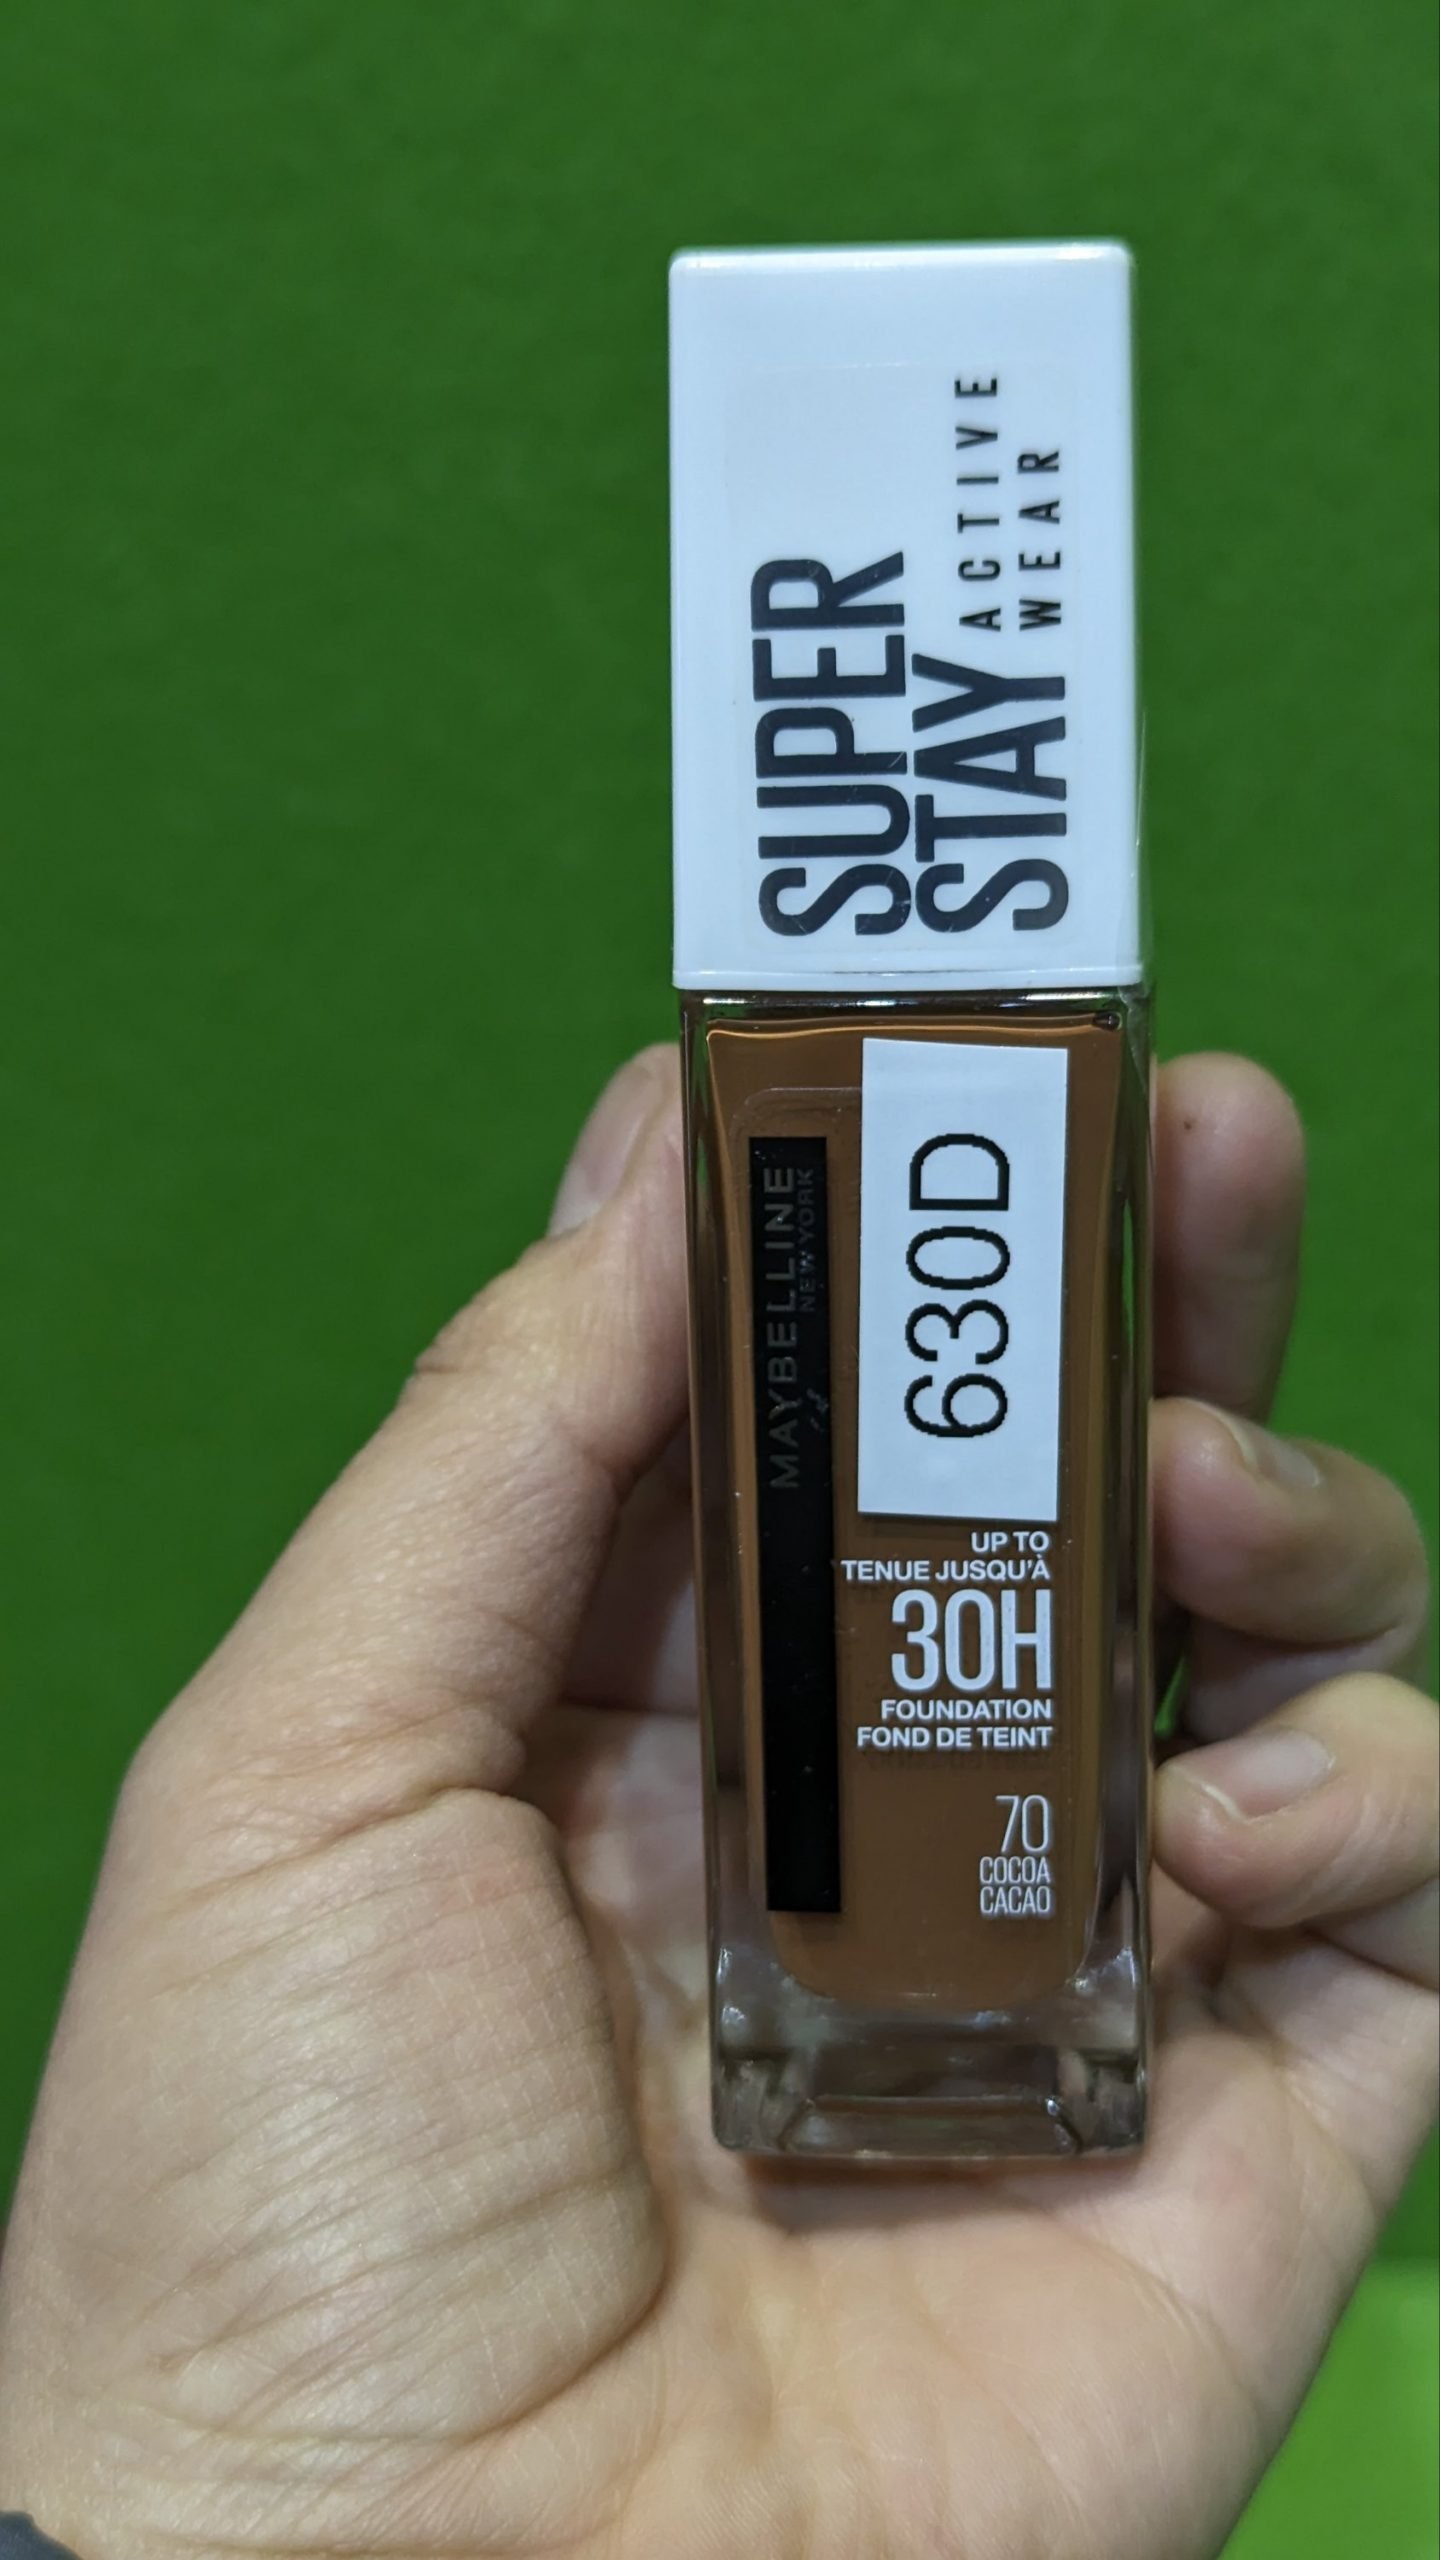 SUPER
STAY ACTIVE
WEAR
MAYBELLINE
NEW YORK
630D
UP TO
TENUE JUSQU'À
30H
FOUNDATION
FOND DE TEINT
70
COCOA
CACAO